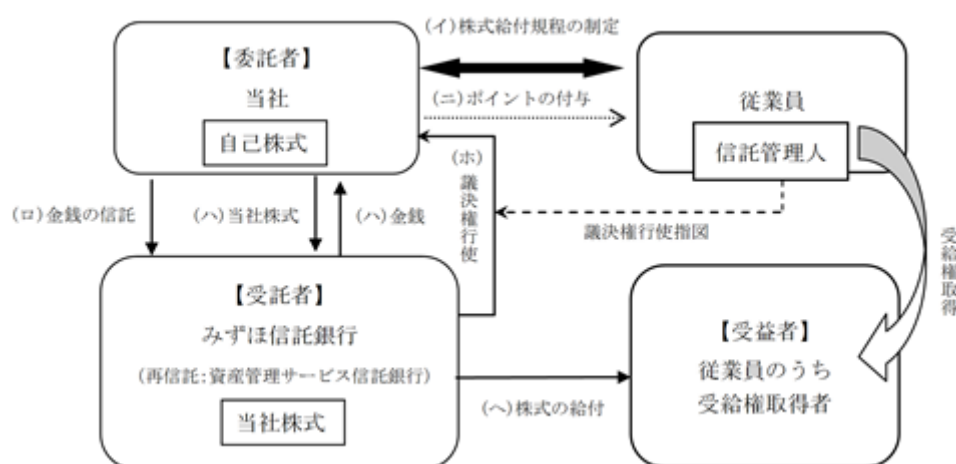 (イ)株式給付規程の制定
【委託者】
当社
自己株式
(ニ)ポイントの付与
従業員
信託管理人
(ロ)金銭の信託
(ハ)当社株式
(ハ)金銭
(ホ)議決権行使
議決権行使指図
受給権取得
【受託者】
みずほ信託銀行
(再信託:資産管理サービス信託銀行)
当社株式
(ヘ)株式の給付
【受益者】
従業員のうち
受給権取得者